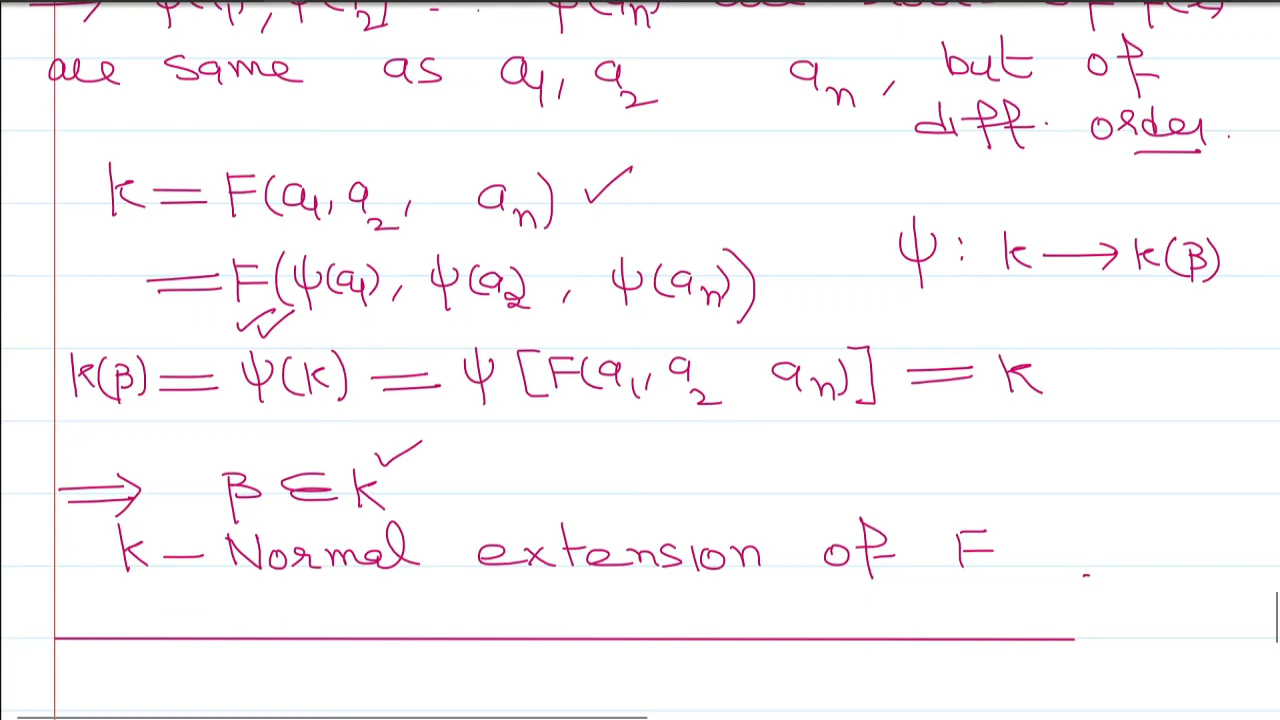 are same as a1, a2 an, but of
diff. order.
K = F(a1, a2, an) ✓
ψ : K → K(β)
= F(ψ(a1), ψ(a2, ψ(an))
K(β) = ψ(K) = ψ[F(a1, a2 an)] = K
⇒ β ∈ K ✓
K – Normal extension of F.